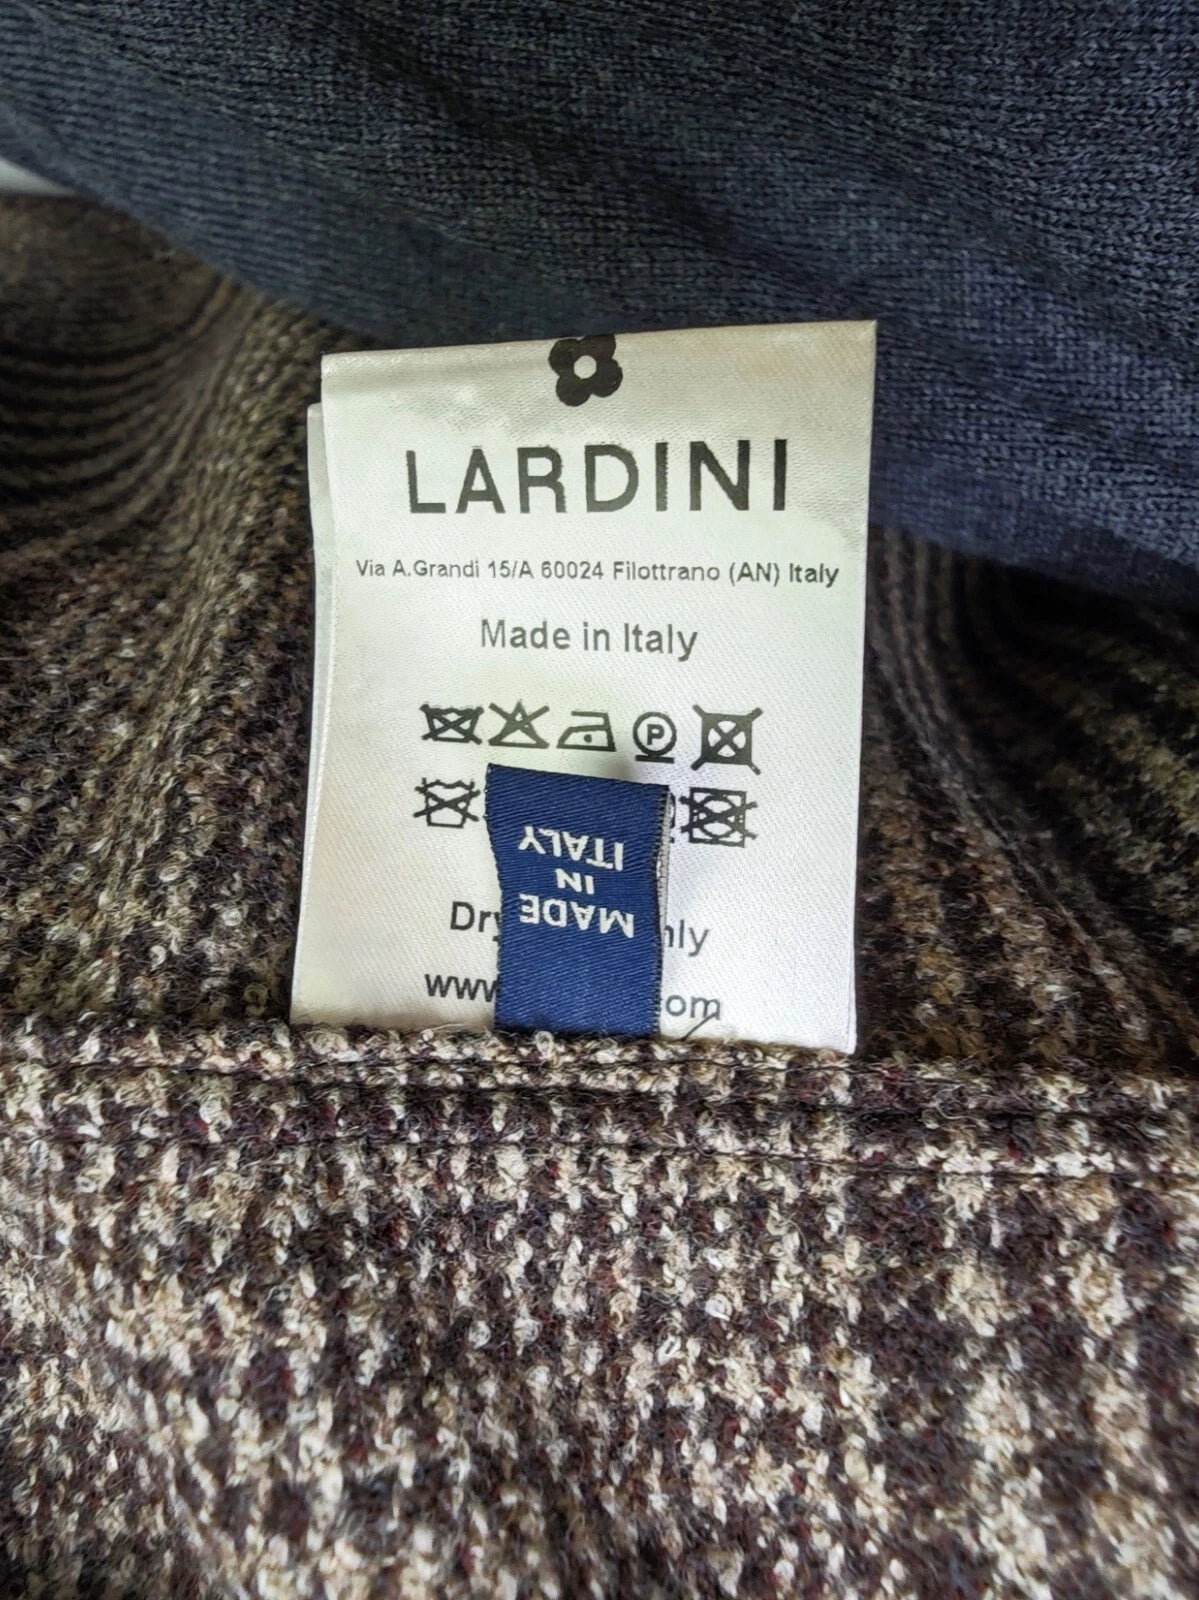 LARDINI
Via A.Grandi 15/A 60024 Filottrano (AN) Italy
Made in Italy
P
MADE
IN
ITALY